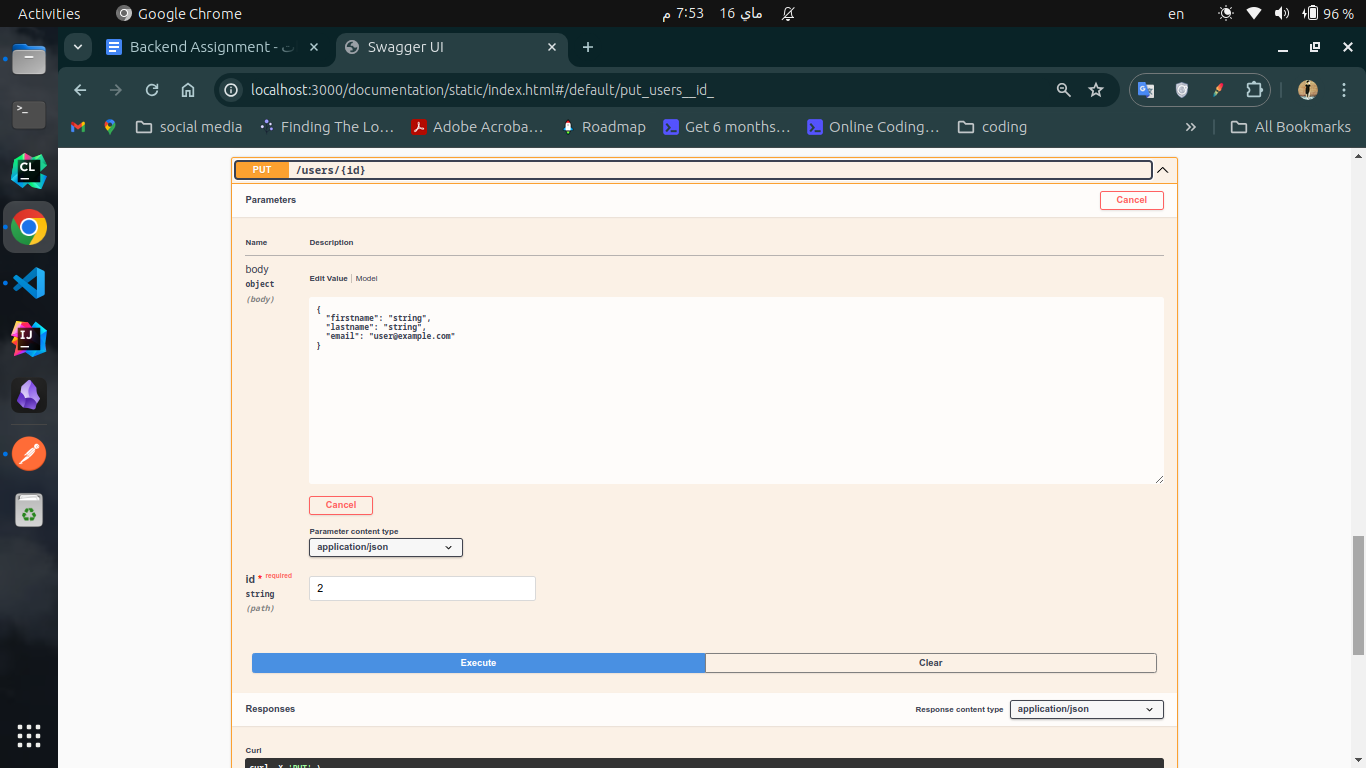 Activities
Google Chrome
م 7:53 16 ماي
en
96 %
Backend Assignment -
Swagger UI
localhost:3000/documentation/static/index.html#/default/put_users__id_
social media
Finding The Lo…
Adobe Acroba…
Roadmap
Get 6 months…
Online Coding…
coding
»
All Bookmarks
PUT /users/{id}
Parameters
Cancel
Name Description
body
object
(body)
Edit Value | Model
{
"firstname": "string",
"lastname": "string",
"email": "user@example.com"
}
Cancel
Parameter content type
application/json
id * required
string
(path)
2
Execute
Clear
Responses
Response content type
application/json
Curl
curl -X 'PUT' \